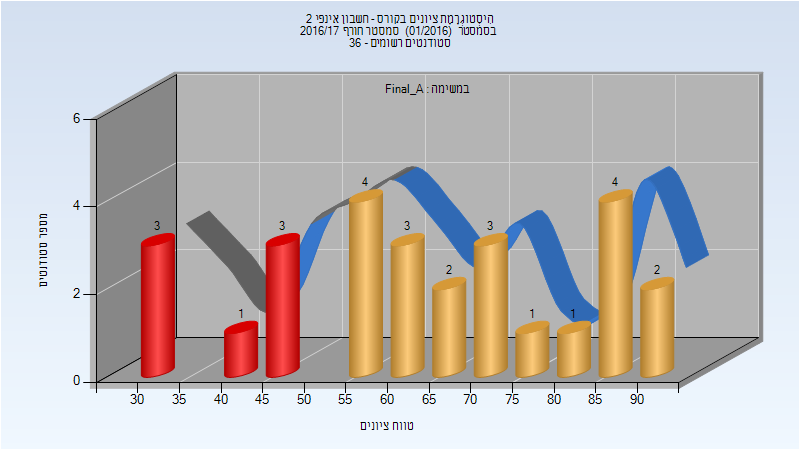 היסטוגרמת ציונים בקורס - חשבון אינפי 2
בסמסטר (01/2016) סמסטר חורף 2016/17
סטודנטים רשומים - 36
במשימה : Final_A
מספר סטודנטים
6
4
2
0
3
1
3
4
3
2
3
1
1
4
2
30 35 40 45 50 55 60 65 70 75 80 85 90
טווח ציונים